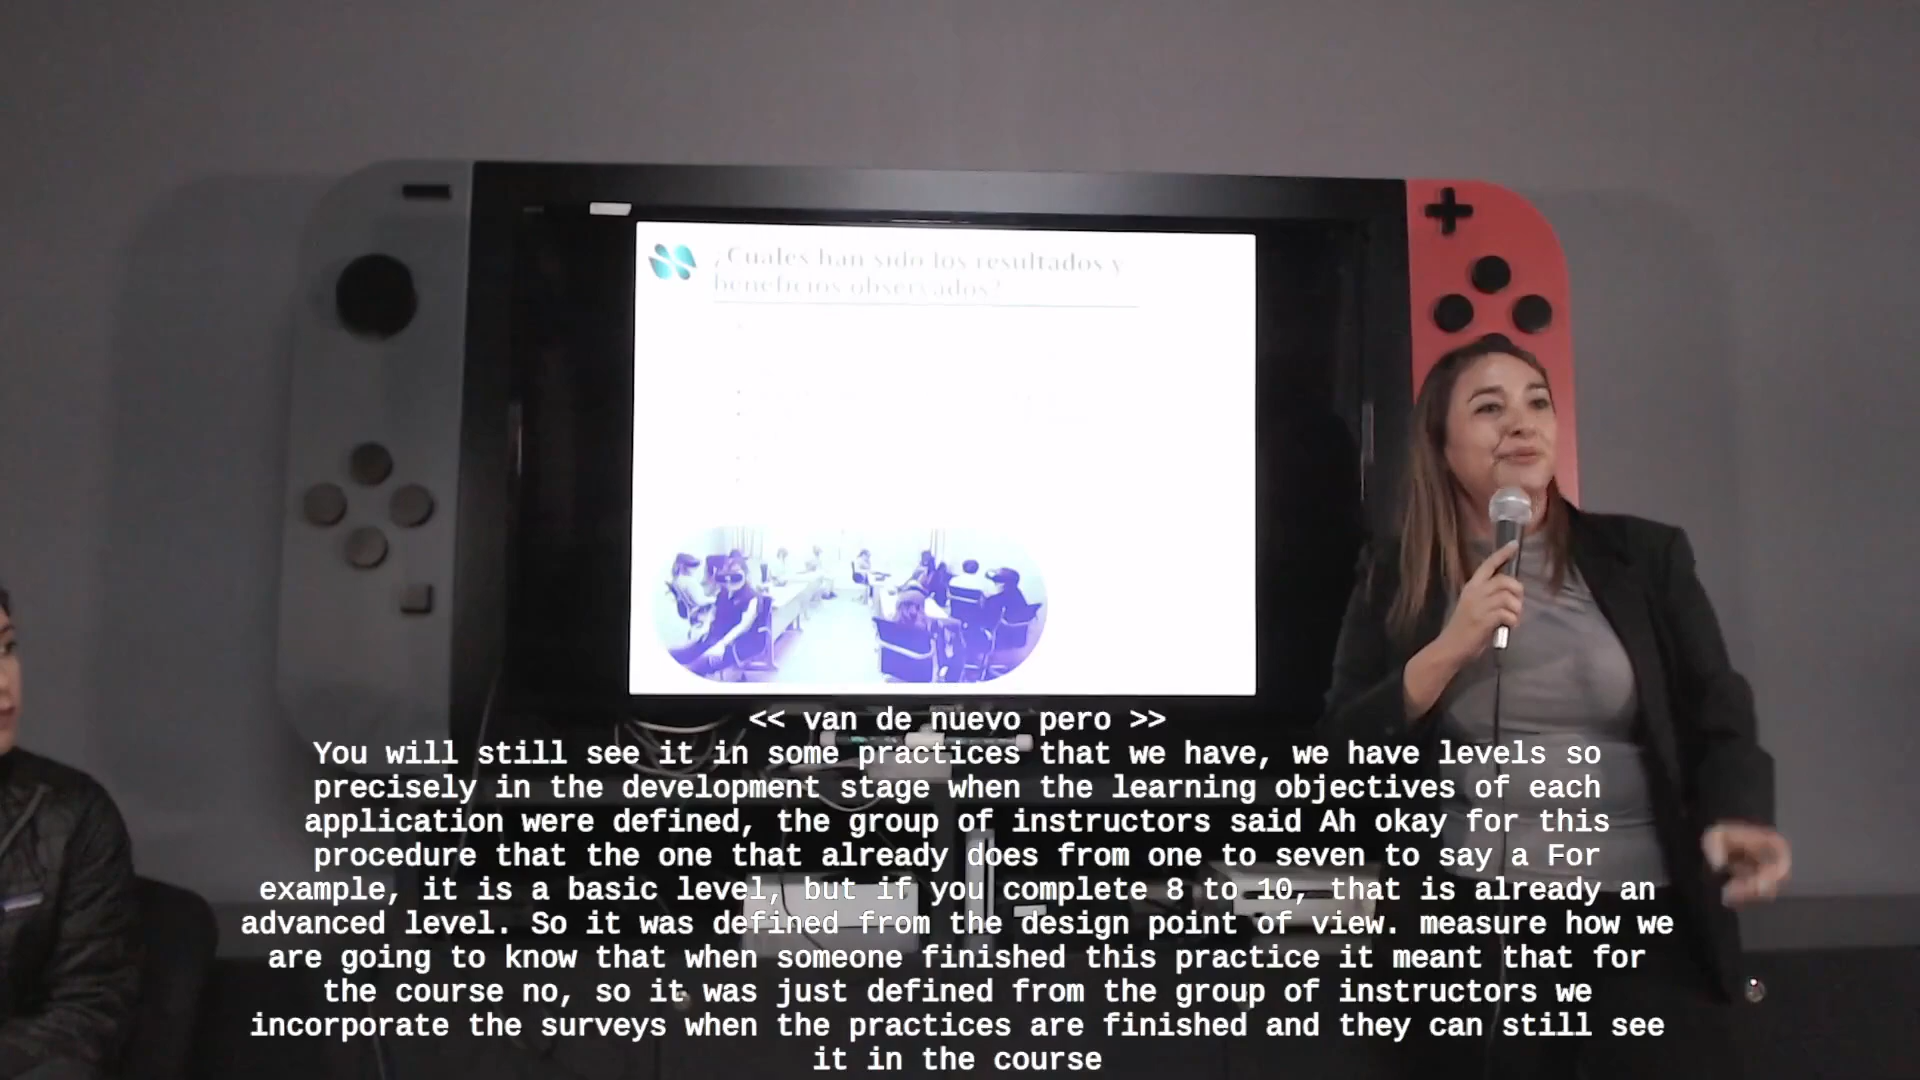 ¿Cuales han sido los resultados y
beneficios observados?
<< van de nuevo pero >>
You will still see it in some practices that we have, we have levels so
precisely in the development stage when the learning objectives of each
application were defined, the group of instructors said Ah okay for this
procedure that the one that already does from one to seven to say a For
example, it is a basic level, but if you complete 8 to 10, that is already an
advanced level. So it was defined from the design point of view. measure how we
are going to know that when someone finished this practice it meant that for
the course no, so it was just defined from the group of instructors we
incorporate the surveys when the practices are finished and they can still see
it in the course